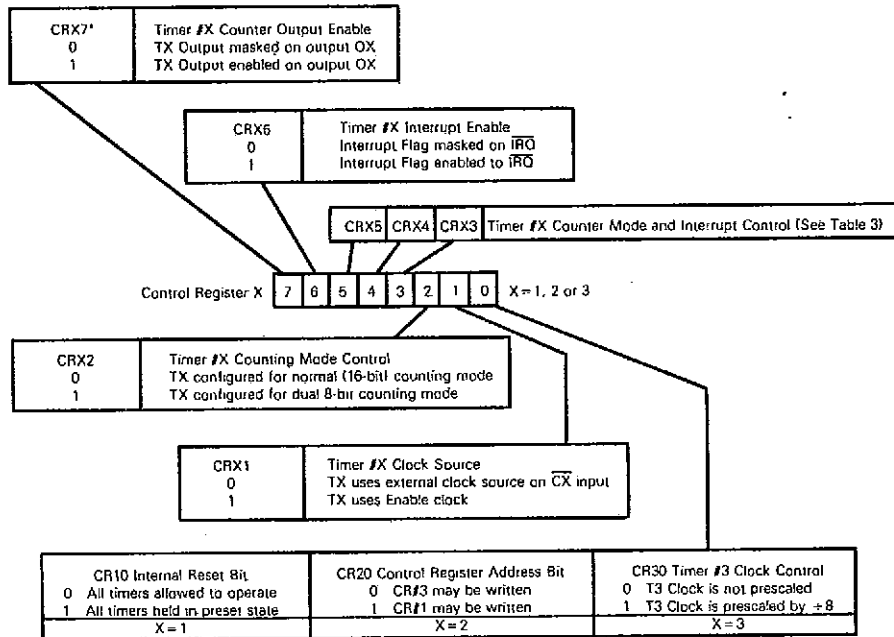 CRX7* Timer #X Counter Output Enable
0 TX Output masked on output OX
1 TX Output enabled on output OX
CRX6 Timer #X Interrupt Enable
0 Interrupt Flag masked on IRQ
1 Interrupt Flag enabled to IRQ
CRX5 CRX4 CRX3 Timer #X Counter Mode and Interrupt Control (See Table 3)
Control Register X 7 6 5 4 3 2 1 0 X=1, 2 or 3
CRX2 Timer #X Counting Mode Control
0 TX configured for normal (16-bit) counting mode
1 TX configured for dual 8-bit counting mode
CRX1 Timer #X Clock Source
0 TX uses external clock source on CX input
1 TX uses Enable clock
CR10 Internal Reset Bit
0 All timers allowed to operate
1 All timers held in preset state
X=1
CR20 Control Register Address Bit
0 CR#3 may be written
1 CR#1 may be written
X=2
CR30 Timer #3 Clock Control
0 T3 Clock is not prescaled
1 T3 Clock is prescaled by ÷8
X=3